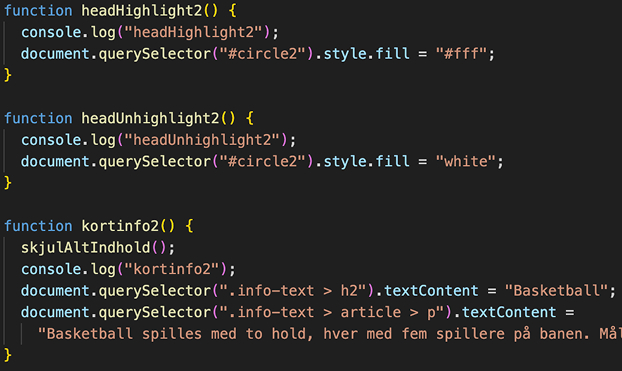 function headHighlight2() {
console.log("headHighlight2");
document.querySelector("#circle2").style.fill = "#fff";
}
function headUnhighlight2() {
console.log("headUnhighlight2");
document.querySelector("#circle2").style.fill = "white";
}
function kortinfo2() {
skjulAltIndhold();
console.log("kortinfo2");
document.querySelector(".info-text > h2").textContent = "Basketball";
document.querySelector(".info-text > article > p").textContent =
"Basketball spilles med to hold, hver med fem spillere på banen.
}